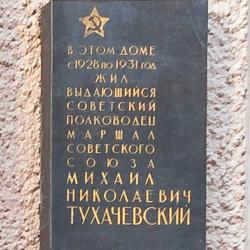 В ЭТОМ ДОМЕ
с 1928 по 1931 год
ЖИЛ
ВЫДАЮЩИЙСЯ
СОВЕТСКИЙ
ПОЛКОВОДЕЦ
МАРШАЛ
СОВЕТСКОГО
СОЮЗА
МИХАИЛ
НИКОЛАЕВИЧ
ТУХАЧЕВСКИЙ